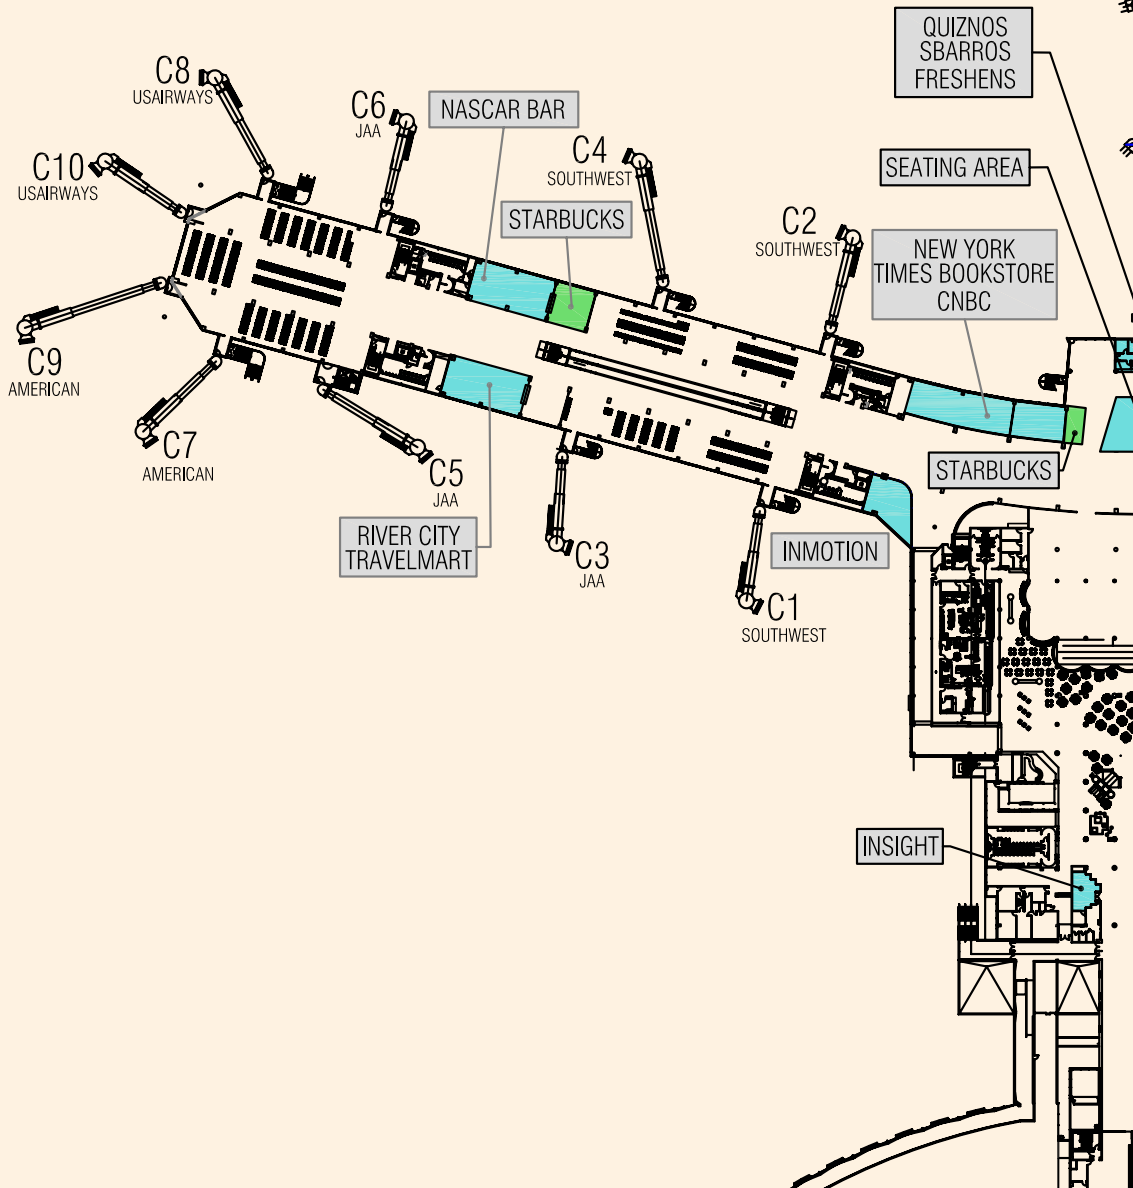 QUIZNOS
SBARROS
FRESHENS
C8
USAIRWAYS
C6
JAA
NASCAR BAR
C4
SOUTHWEST
C10
USAIRWAYS
SEATING AREA
STARBUCKS
C2
SOUTHWEST
NEW YORK
TIMES BOOKSTORE
CNBC
C9
AMERICAN
C7
AMERICAN
C5
JAA
STARBUCKS
RIVER CITY
TRAVELMART
C3
JAA
INMOTION
C1
SOUTHWEST
INSIGHT